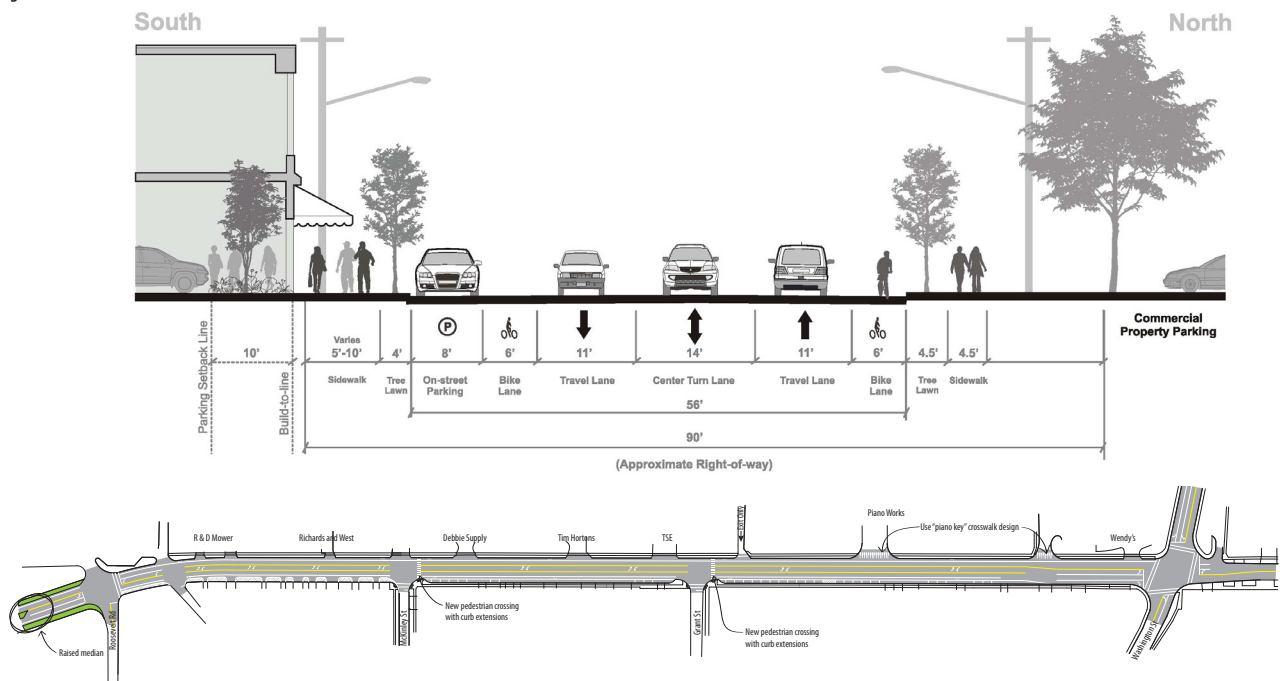 South
North
Commercial
Property Parking
Parking Setback Line
10'
Build-to-line
Varies
5'-10'
Sidewalk
4'
Tree
Lawn
P
8'
On-street
Parking
6'
Bike
Lane
11'
Travel Lane
14'
Center Turn Lane
11'
Travel Lane
6'
Bike
Lane
4.5'
Tree
Lawn
4.5'
Sidewalk
56'
90'
(Approximate Right-of-way)
R & D Mower
Richards and West
Debbie Supply
Tim Hortons
TSE
Exit Only
Piano Works
Use "piano key" crosswalk design
Wendy's
Raised median
Roosevelt Rd
McKinley St
New pedestrian crossing
with curb extensions
Grant St
New pedestrian crossing
with curb extensions
Washington St